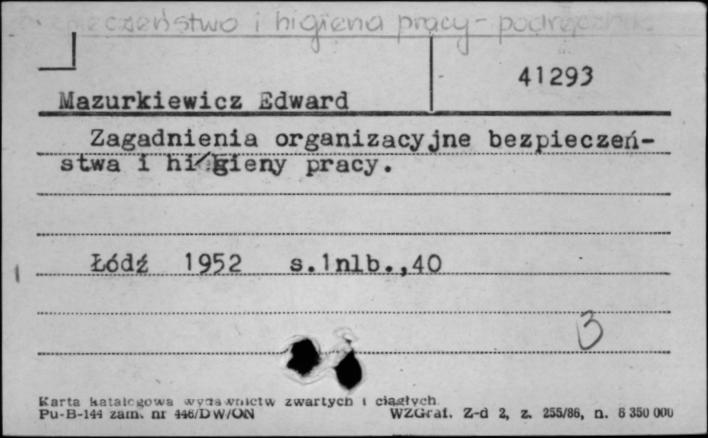 Bezpieczeństwo i higiena pracy - podręcznik
41293
Mazurkiewicz Edward
Zagadnienia organizacyjne bezpieczeń-
stwa i higieny pracy.
Łódź 1952 s.1nlb.,40
3
Karta katalogowa wydawnictw zwartych i ciągłych
Pu-B-144 zam. nr 446/DW/ON WZGraf. Z-d 2, z. 255/86, n. 6 350 000